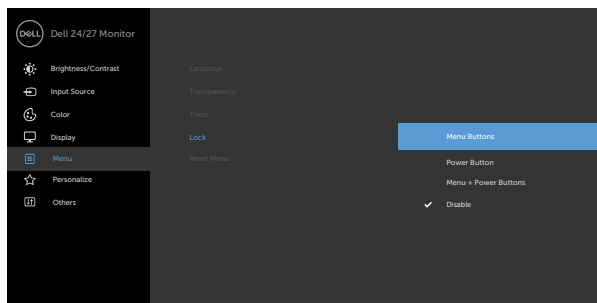 DELL
Dell 24/27 Monitor
Brightness/Contrast
Input Source
Color
Display
Menu
Personalize
Others
Language
Transparency
Timer
Lock
Reset Menu
Menu Buttons
Power Button
Menu + Power Buttons
Disable